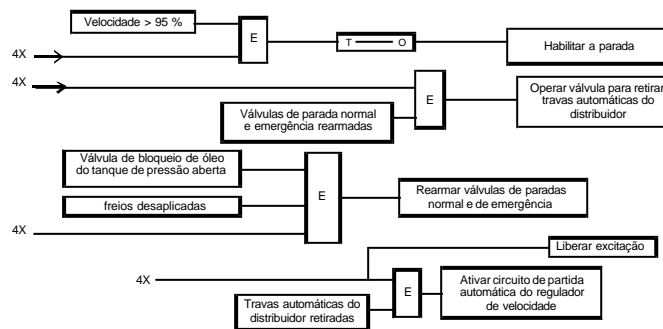 Velocidade > 95 %
E
T O
4X
Habilitar a parada
4X
E
Operar válvula para retirar
travas automáticas do
distribuidor
Válvulas de parada normal
e emergência rearmadas
Válvula de bloqueio de óleo
do tanque de pressão aberta
E
freios desaplicadas
Rearmar válvulas de paradas
normal e de emergência
4X
Liberar excitação
4X
E
Ativar circuito de partida
automática do regulador
de velocidade
Travas automáticas do
distribuidor retiradas